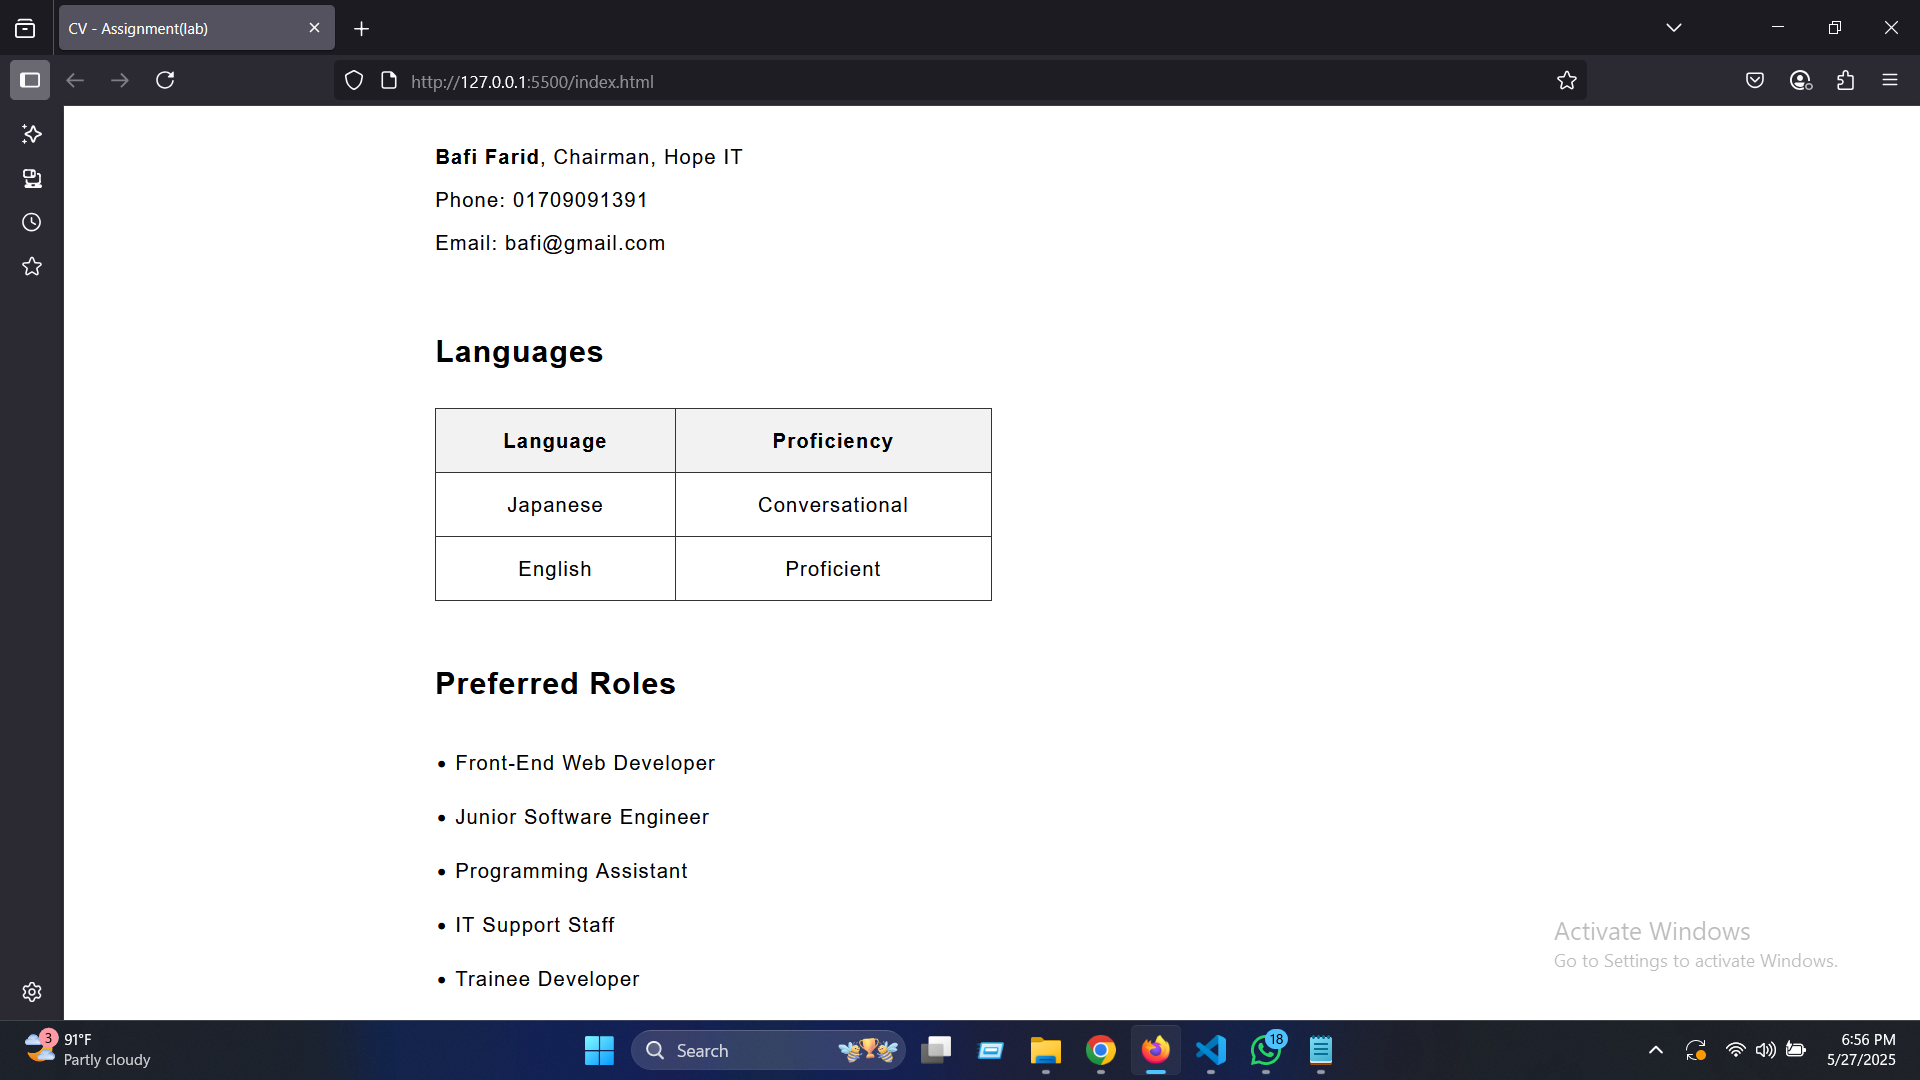 CV - Assignment(lab)
http://127.0.0.1:5500/index.html
Bafi Farid, Chairman, Hope IT
Phone: 01709091391
Email: bafi@gmail.com
Languages
Language Proficiency
Japanese Conversational
English Proficient
Preferred Roles
• Front-End Web Developer
• Junior Software Engineer
• Programming Assistant
• IT Support Staff
• Trainee Developer
Activate Windows
Go to Settings to activate Windows.
3
91°F
Partly cloudy
Search
18
6:56 PM
5/27/2025